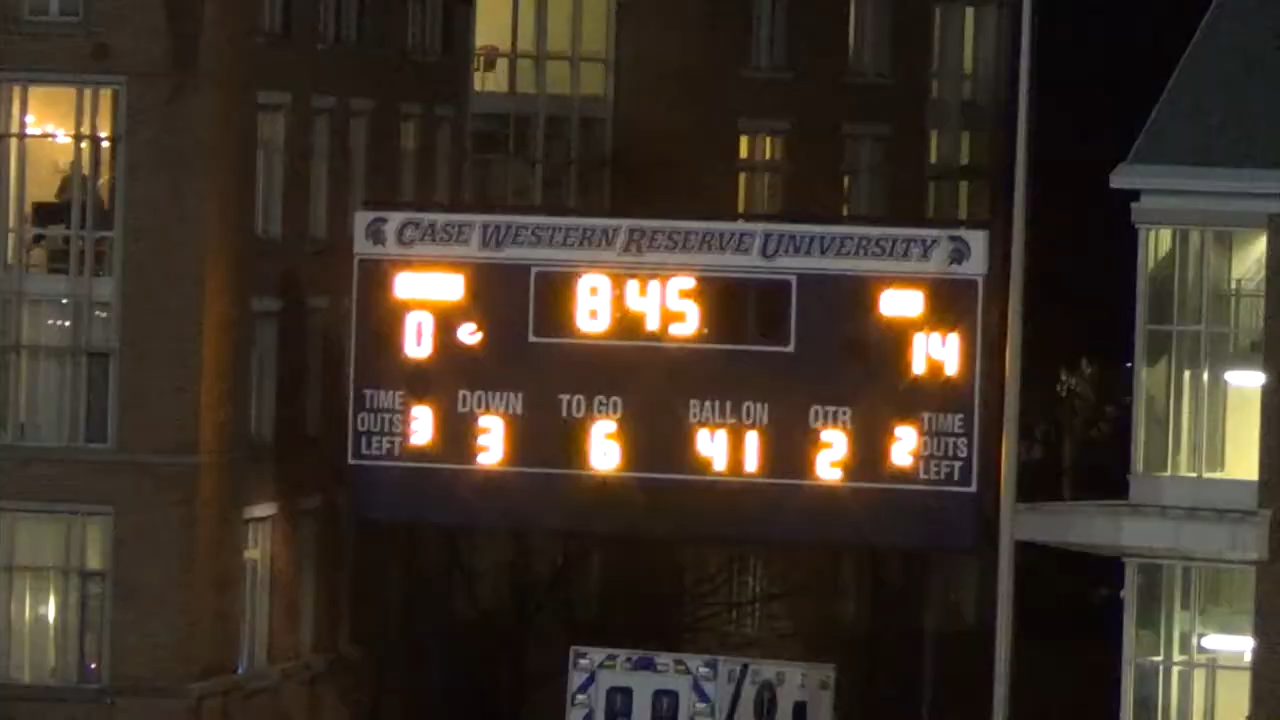 CASE WESTERN RESERVE UNIVERSITY
8:45
0 14
TIME OUTS LEFT 3
DOWN 3
TO GO 6
BALL ON 41
QTR 2
2 TIME OUTS LEFT